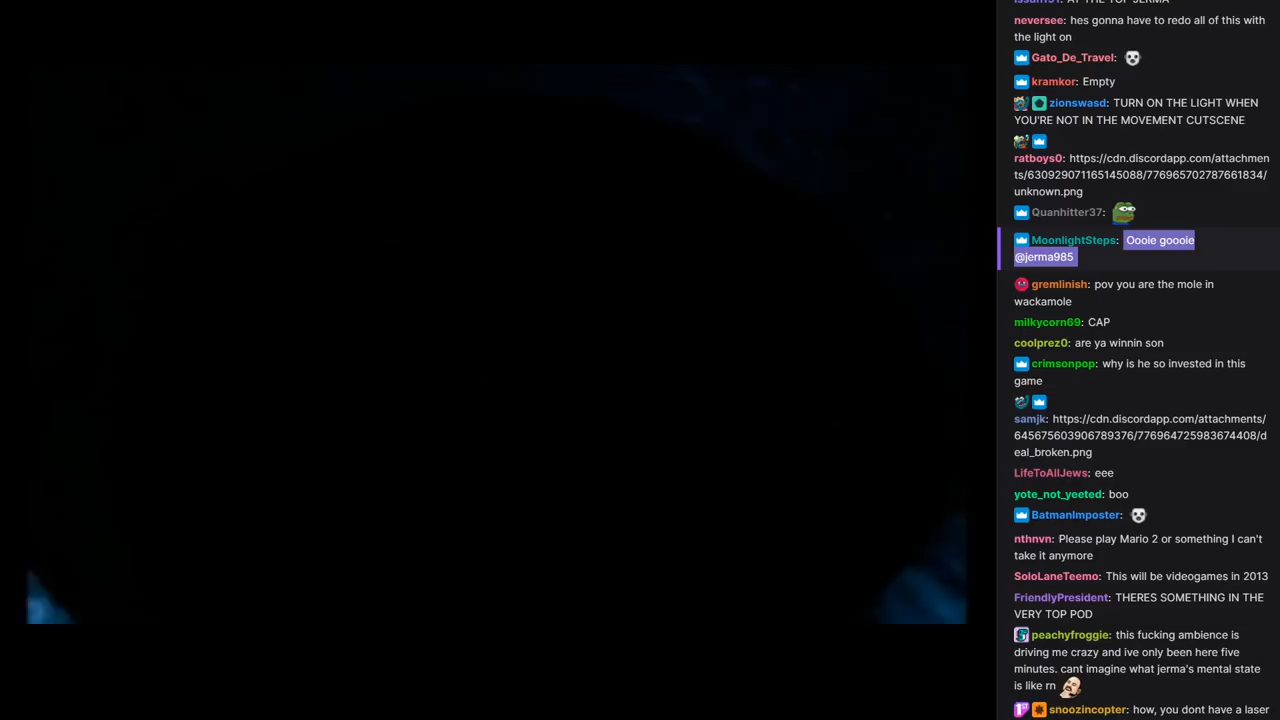 neversee: hes gonna have to redo all of this with
the light on
Gato_De_Travel:
kramkor: Empty
zionswasd: TURN ON THE LIGHT WHEN
YOU'RE NOT IN THE MOVEMENT CUTSCENE
ratboys0: https://cdn.discordapp.com/attachmen
ts/630929071165145088/776965702787661834/
unknown.png
Quanhitter37:
MoonlightSteps: Oooie goooie
@jerma985
gremlinish: pov you are the mole in
wackamole
milkycorn69: CAP
coolprez0: are ya winnin son
crimsonpop: why is he so invested in this
game
samjk: https://cdn.discordapp.com/attachments/
645675603906789376/776964725983674408/d
eal_broken.png
LifeToAllJews: eee
yote_not_yeeted: boo
BatmanImposter:
nthnvn: Please play Mario 2 or something I can't
take it anymore
SoloLaneTeemo: This will be videogames in 2013
FriendlyPresident: THERES SOMETHING IN THE
VERY TOP POD
peachyfroggie: this fucking ambience is
driving me crazy and ive only been here five
minutes. cant imagine what jerma's mental state
is like rn
snoozincopter: how, you dont have a laser